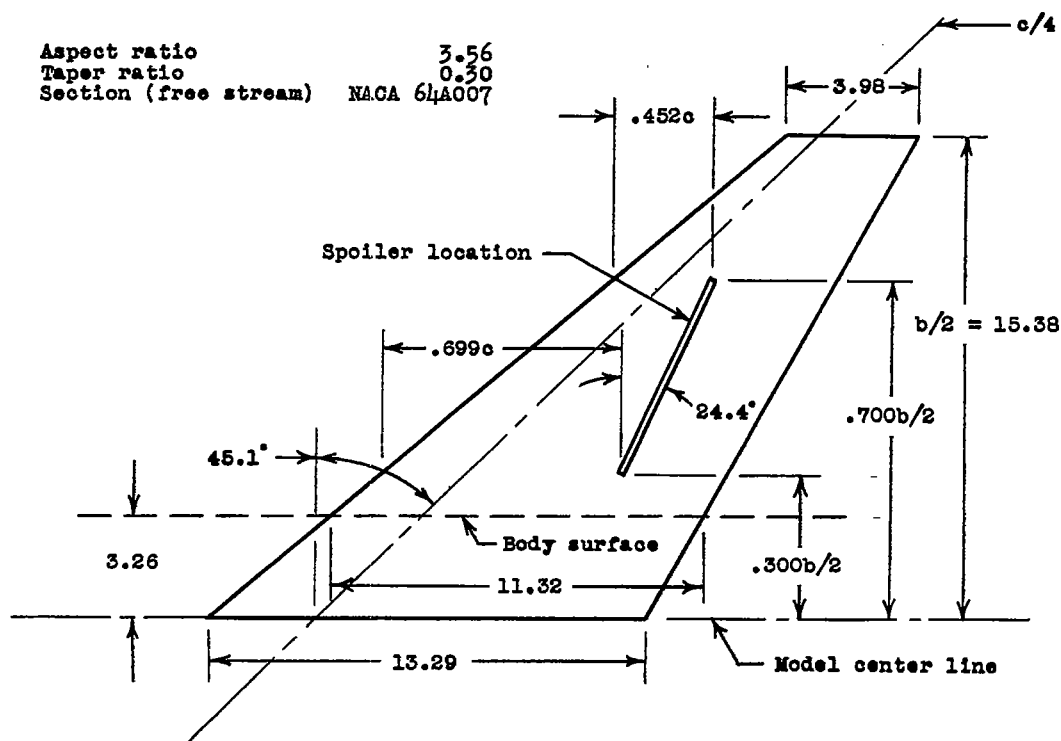 c/4
Aspect ratio 3.56
Taper ratio 0.30
Section (free stream) NACA 64A007
3.98
.452c
Spoiler location
b/2 = 15.38
.699c
24.4°
.700b/2
45.1°
Body surface
3.26
.300b/2
11.32
13.29
Model center line